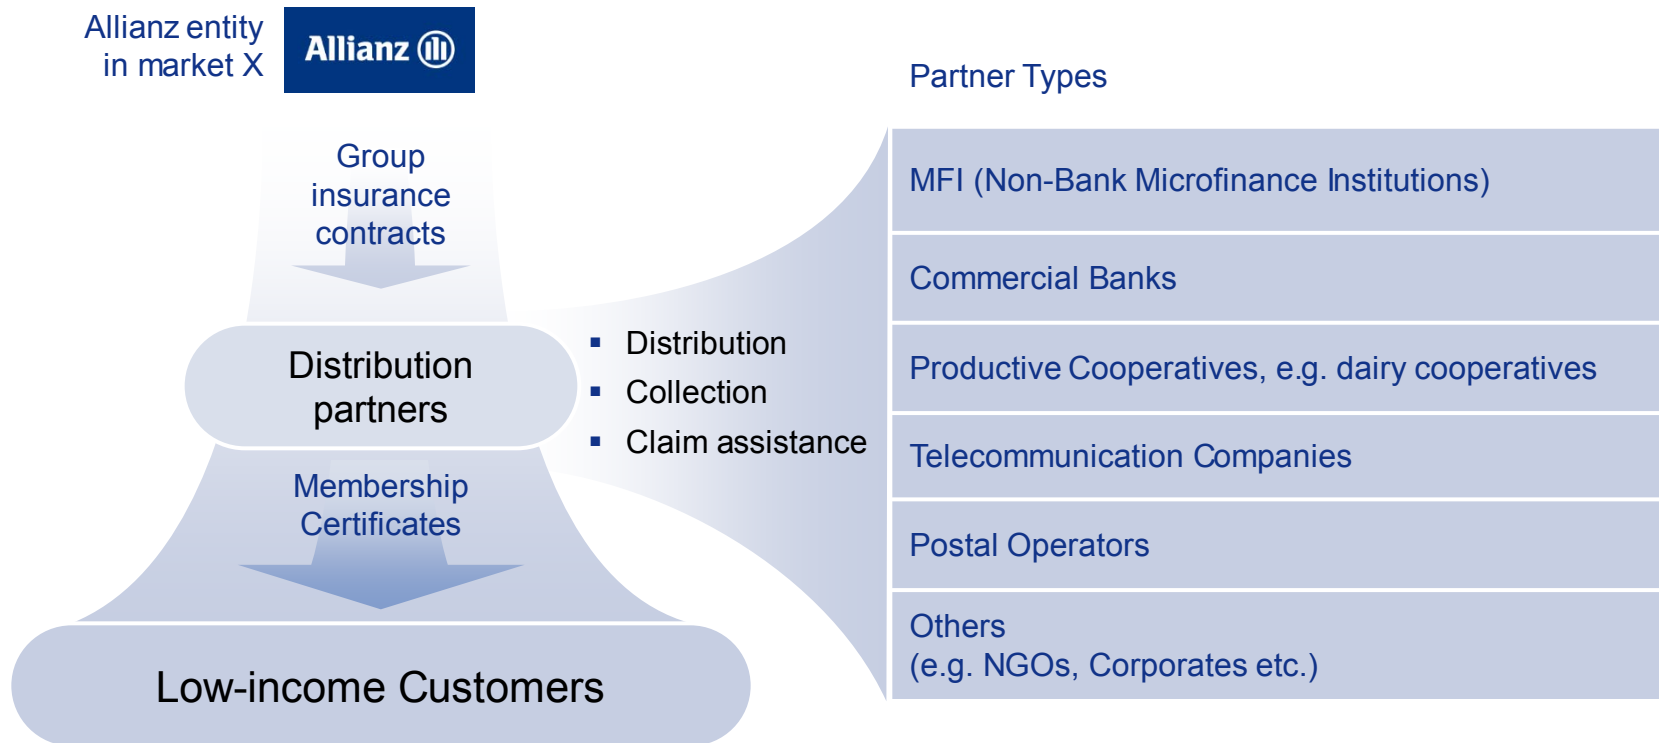 Allianz entity
in market X
Allianz
Group
insurance
contracts
Distribution
partners
Membership
Certificates
Low-income Customers
▪ Distribution
▪ Collection
▪ Claim assistance
Partner Types
MFI (Non-Bank Microfinance Institutions)
Commercial Banks
Productive Cooperatives, e.g. dairy cooperatives
Telecommunication Companies
Postal Operators
Others
(e.g. NGOs, Corporates etc.)